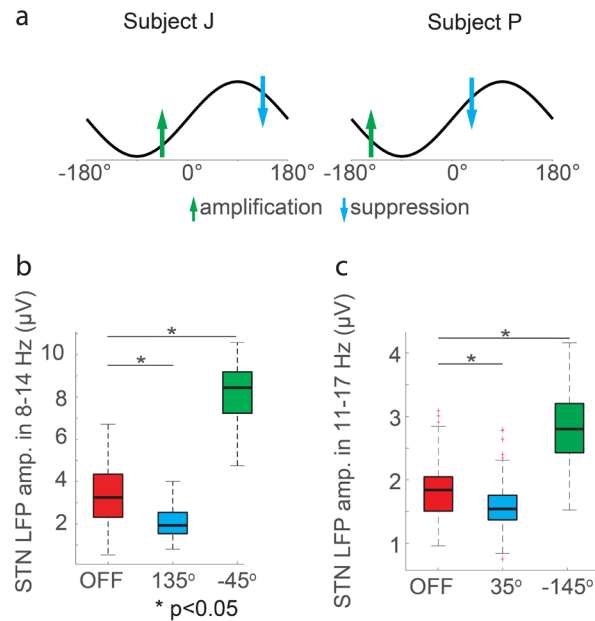 a
Subject J Subject P
-180° 0° 180° -180° 0° 180°
amplification suppression
b
STN LFP amp. in 8-14 Hz (µV)
10
8
6
4
2
*
*
OFF 135° -45°
* p<0.05
c
STN LFP amp. in 11-17 Hz (µV)
4
3
2
1
*
*
OFF 35° -145°